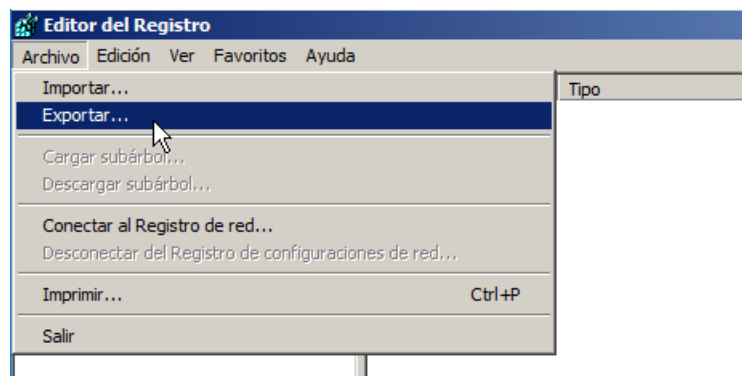 Editor del Registro
Archivo Edición Ver Favoritos Ayuda
Importar...
Tipo
Exportar...
Cargar subárbol...
Descargar subárbol...
Conectar al Registro de red...
Desconectar del Registro de configuraciones de red...
Imprimir... Ctrl+P
Salir